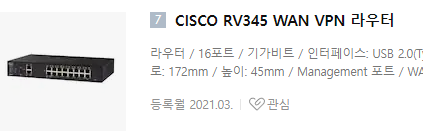 7 CISCO RV345 WAN VPN 라우터
라우터 / 16포트 / 기가비트 / 인터페이스: USB 2.0(Ty
로: 172mm / 높이: 45mm / Management 포트 / WA
등록월 2021.03. 관심